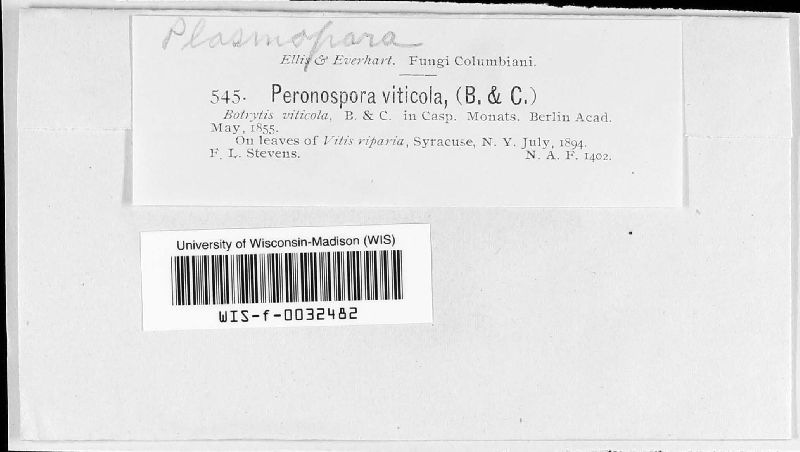 Plasmopara
Ellis & Everhart. Fungi Columbiani.
545. Peronospora viticola, (B. & C.)
Botrytis viticola, B. & C. in Casp. Monats. Berlin Acad.
May, 1855.
On leaves of Vitis riparia, Syracuse, N. Y. July, 1894.
F. L. Stevens. N. A. F. 1402.
University of Wisconsin-Madison (WIS)
WIS-f-0032482